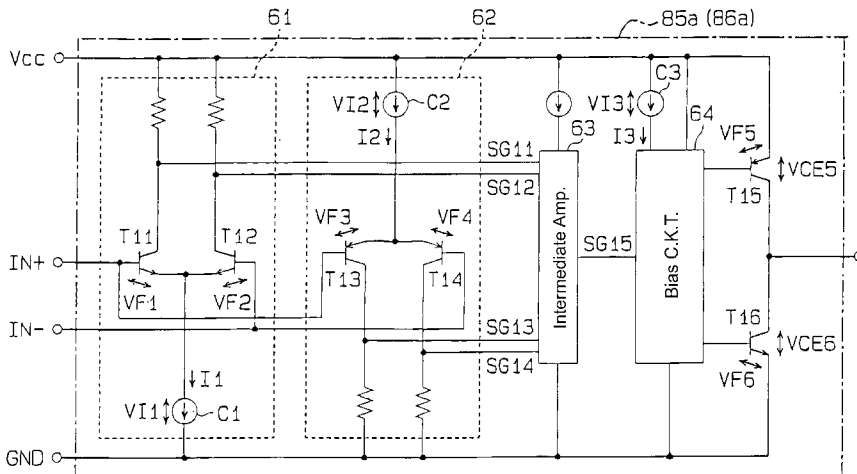 61
62
85a (86a)
Vcc
VI2
C2
I2
C3
VI3
63
I3
64
VF5
SG11
SG12
VCE5
T15
VF3
VF4
T11
T12
IN+
SG15
T13
T14
VF1
VF2
Intermediate Amp.
Bias C.K.T.
IN-
SG13
SG14
T16
VCE6
VF6
I1
VI1
C1
GND